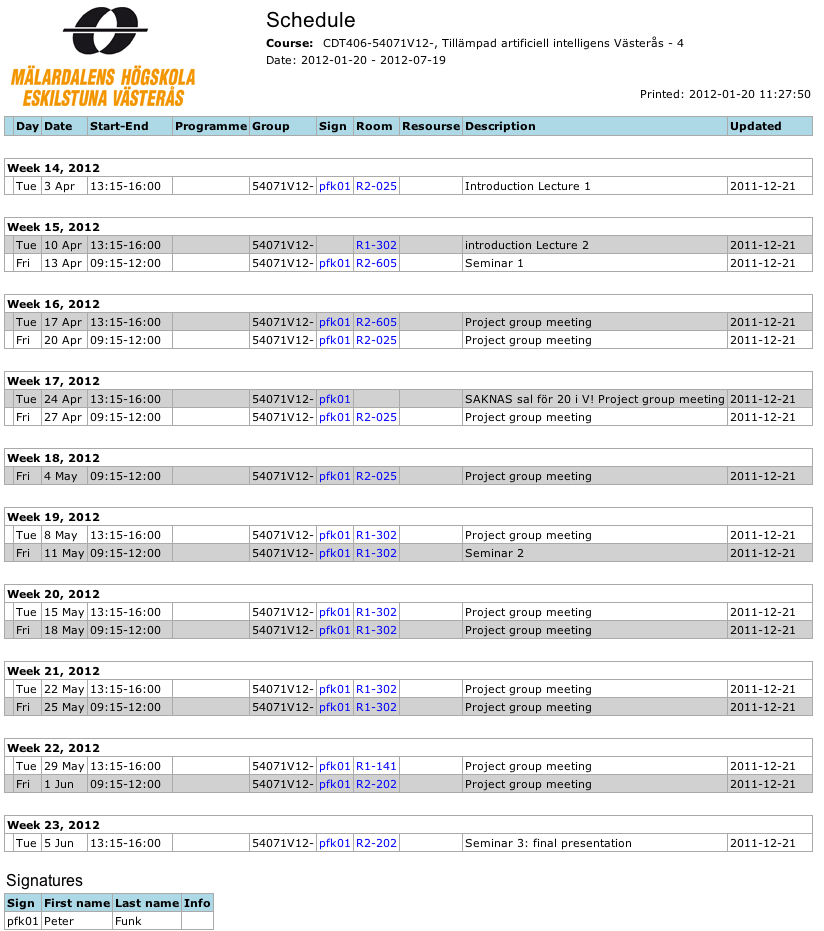 MÄLARDALENS HÖGSKOLA
ESKILSTUNA VÄSTERÅS
Schedule
Course: CDT406-54071V12-, Tillämpad artificiell intelligens Västerås - 4
Date: 2012-01-20 - 2012-07-19
Printed: 2012-01-20 11:27:50
Day Date Start-End Programme Group Sign Room Resourse Description Updated
Week 14, 2012
Tue 3 Apr 13:15-16:00 54071V12- pfk01 R2-025 Introduction Lecture 1 2011-12-21
Week 15, 2012
Tue 10 Apr 13:15-16:00 54071V12- R1-302 introduction Lecture 2 2011-12-21
Fri 13 Apr 09:15-12:00 54071V12- pfk01 R2-605 Seminar 1 2011-12-21
Week 16, 2012
Tue 17 Apr 13:15-16:00 54071V12- pfk01 R2-605 Project group meeting 2011-12-21
Fri 20 Apr 09:15-12:00 54071V12- pfk01 R2-025 Project group meeting 2011-12-21
Week 17, 2012
Tue 24 Apr 13:15-16:00 54071V12- pfk01 SAKNAS sal för 20 i V! Project group meeting 2011-12-21
Fri 27 Apr 09:15-12:00 54071V12- pfk01 R2-025 Project group meeting 2011-12-21
Week 18, 2012
Fri 4 May 09:15-12:00 54071V12- pfk01 R2-025 Project group meeting 2011-12-21
Week 19, 2012
Tue 8 May 13:15-16:00 54071V12- pfk01 R1-302 Project group meeting 2011-12-21
Fri 11 May 09:15-12:00 54071V12- pfk01 R1-302 Seminar 2 2011-12-21
Week 20, 2012
Tue 15 May 13:15-16:00 54071V12- pfk01 R1-302 Project group meeting 2011-12-21
Fri 18 May 09:15-12:00 54071V12- pfk01 R1-302 Project group meeting 2011-12-21
Week 21, 2012
Tue 22 May 13:15-16:00 54071V12- pfk01 R1-302 Project group meeting 2011-12-21
Fri 25 May 09:15-12:00 54071V12- pfk01 R1-302 Project group meeting 2011-12-21
Week 22, 2012
Tue 29 May 13:15-16:00 54071V12- pfk01 R1-141 Project group meeting 2011-12-21
Fri 1 Jun 09:15-12:00 54071V12- pfk01 R2-202 Project group meeting 2011-12-21
Week 23, 2012
Tue 5 Jun 13:15-16:00 54071V12- pfk01 R2-202 Seminar 3: final presentation 2011-12-21
Signatures
Sign First name Last name Info
pfk01 Peter Funk